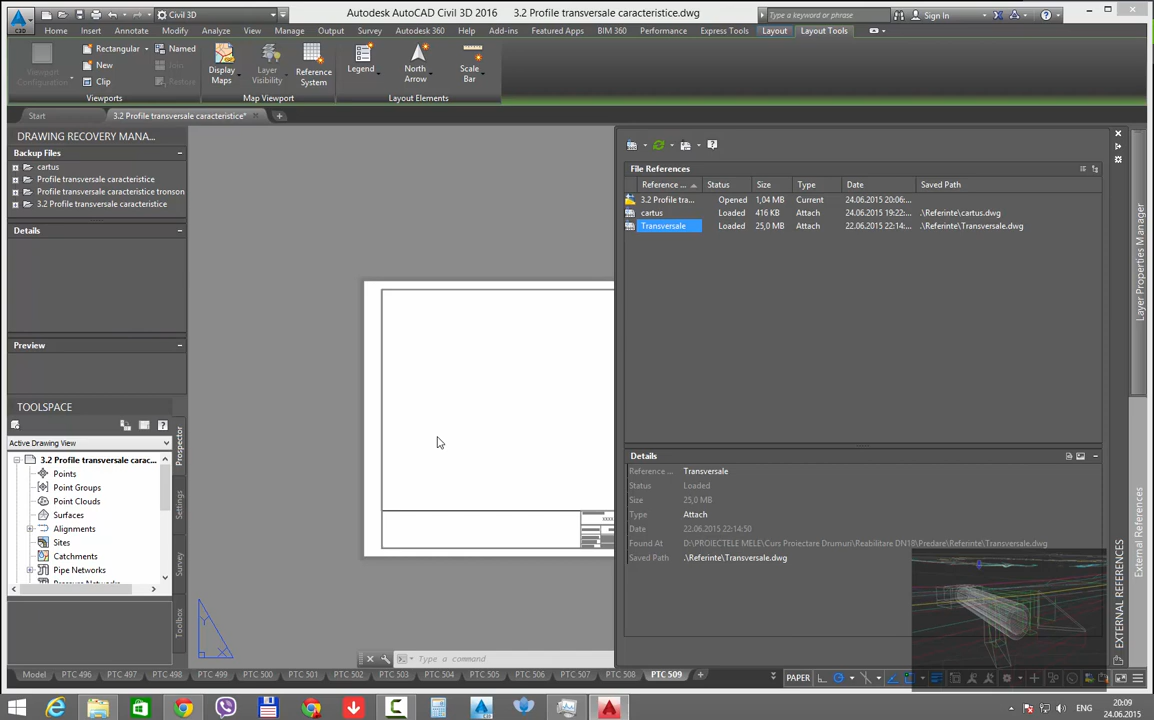 Civil 3D
Autodesk AutoCAD Civil 3D 2016
3.2 Profile transversale caracteristice.dwg
Type a keyword or phrase
Sign In
C3D
Home
Insert
Annotate
Modify
Analyze
View
Manage
Output
Survey
Autodesk 360
Help
Add-ins
Featured Apps
BIM 360
Performance
Express Tools
Layout
Layout Tools
Viewport Configuration
Rectangular
New
Clip
Named
Join
Restore
Display Maps
Layer Visibility
Reference System
Legend
North Arrow
Scale Bar
Viewports
Map Viewport
Layout Elements
Start
3.2 Profile transversale caracteristice*
DRAWING RECOVERY MANA...
Backup Files
cartus
Profile transversale caracteristice
Profile transversale caracteristice tronson
3.2 Profile transversale caracteristice
Details
Preview
TOOLSPACE
Active Drawing View
3.2 Profile transversale carac...
Points
Point Groups
Point Clouds
Surfaces
Alignments
Sites
Catchments
Pipe Networks
Prospector
Settings
Survey
Toolbox
File References
Reference ... Status Size Type Date Saved Path
3.2 Profile tra... Opened 1,04 MB Current 24.06.2015 20:06:...
cartus Loaded 416 KB Attach 24.06.2015 19:22:... .\Referinte\cartus.dwg
Transversale Loaded 25,0 MB Attach 22.06.2015 22:14:... .\Referinte\Transversale.dwg
Details
Reference ... Transversale
Status Loaded
Size 25,0 MB
Type Attach
Date 22.06.2015 22:14:50
Found At D:\PROIECTELE MELE\Curs Proiectare Drumuri\Reabilitare DN18\Predare\Referinte\Transversale.dwg
Saved Path .\Referinte\Transversale.dwg
Layer Properties Manager
External References
EXTERNAL REFERENCES
Type a command
Model
PTC 496
PTC 497
PTC 498
PTC 499
PTC 500
PTC 501
PTC 502
PTC 503
PTC 504
PTC 505
PTC 506
PTC 507
PTC 508
PTC 509
PAPER
ENG
20:09
24.06.2015